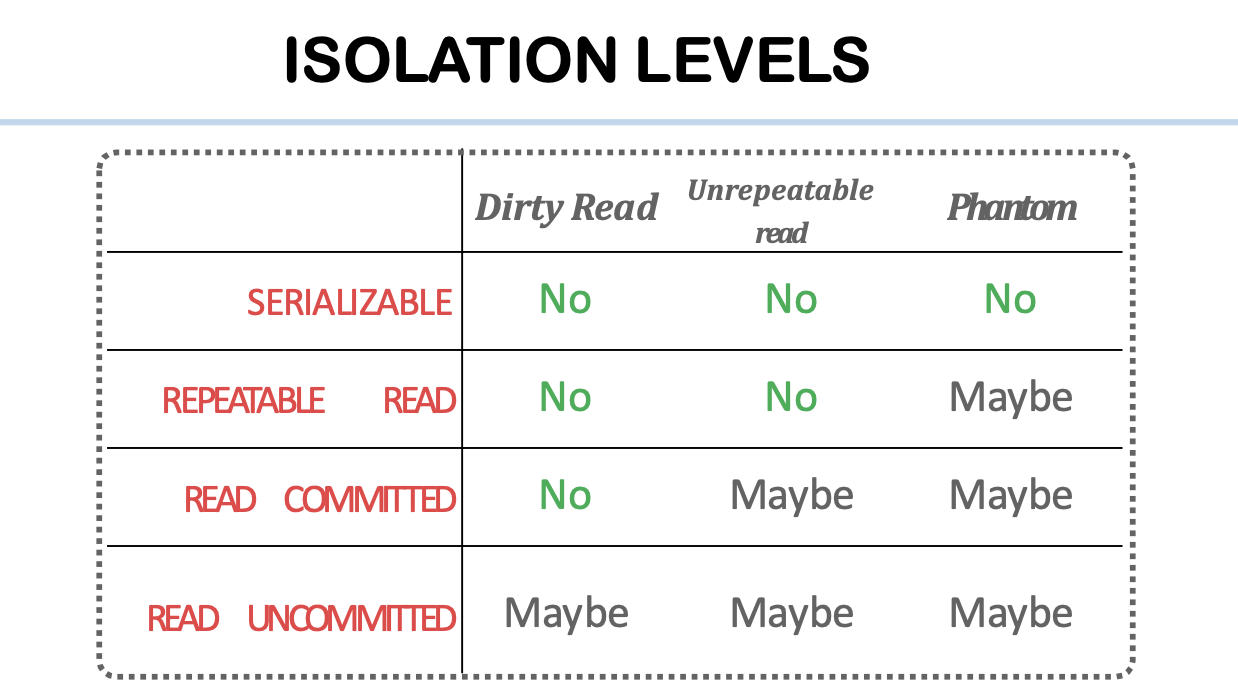 ISOLATION LEVELS
Dirty Read Unrepeatable read Phantom
SERIALIZABLE No No No
REPEATABLE READ No No Maybe
READ COMMITTED No Maybe Maybe
READ UNCOMMITTED Maybe Maybe Maybe